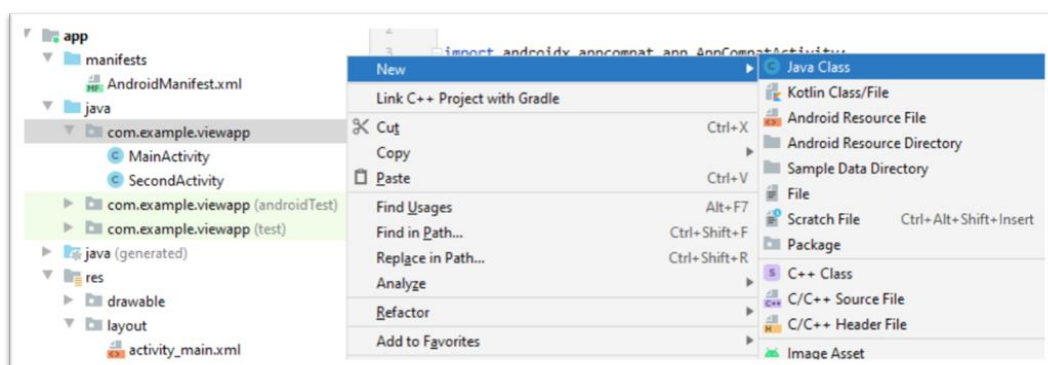 app
manifests
AndroidManifest.xml
java
com.example.viewapp
MainActivity
SecondActivity
com.example.viewapp (androidTest)
com.example.viewapp (test)
java (generated)
res
drawable
layout
activity_main.xml
2
3 import androidx.appcompat.app.AppCompatActivity;
New
Link C++ Project with Gradle
Cut Ctrl+X
Copy
Paste Ctrl+V
Find Usages Alt+F7
Find in Path... Ctrl+Shift+F
Replace in Path... Ctrl+Shift+R
Analyze
Refactor
Add to Favorites
Java Class
Kotlin Class/File
Android Resource File
Android Resource Directory
Sample Data Directory
File
Scratch File Ctrl+Alt+Shift+Insert
Package
C++ Class
C/C++ Source File
C/C++ Header File
Image Asset